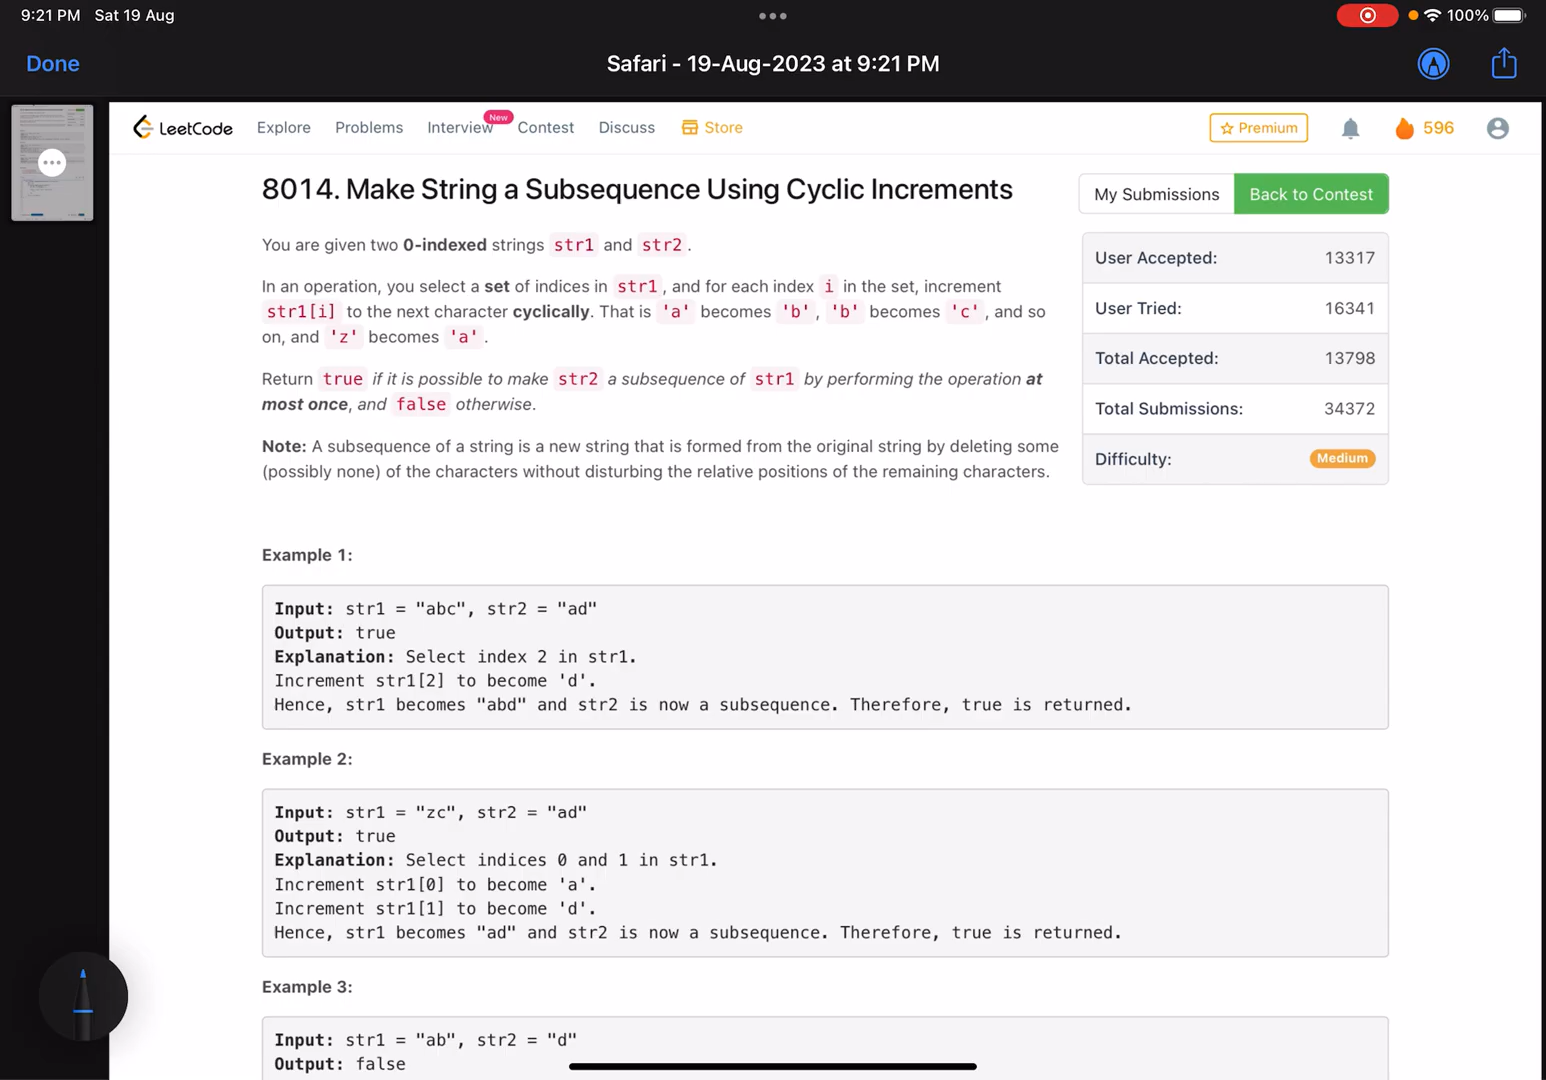 9:21 PM Sat 19 Aug
100%
Done
Safari - 19-Aug-2023 at 9:21 PM
LeetCode
Explore
Problems
Interview
New
Contest
Discuss
Store
Premium
596
8014. Make String a Subsequence Using Cyclic Increments
My Submissions
Back to Contest
You are given two 0-indexed strings str1 and str2.
In an operation, you select a set of indices in str1, and for each index i in the set, increment
str1[i] to the next character cyclically. That is 'a' becomes 'b', 'b' becomes 'c', and so
on, and 'z' becomes 'a'.
Return true if it is possible to make str2 a subsequence of str1 by performing the operation at
most once, and false otherwise.
Note: A subsequence of a string is a new string that is formed from the original string by deleting some
(possibly none) of the characters without disturbing the relative positions of the remaining characters.
User Accepted: 13317
User Tried: 16341
Total Accepted: 13798
Total Submissions: 34372
Difficulty: Medium
Example 1:
Input: str1 = "abc", str2 = "ad"
Output: true
Explanation: Select index 2 in str1.
Increment str1[2] to become 'd'.
Hence, str1 becomes "abd" and str2 is now a subsequence. Therefore, true is returned.
Example 2:
Input: str1 = "zc", str2 = "ad"
Output: true
Explanation: Select indices 0 and 1 in str1.
Increment str1[0] to become 'a'.
Increment str1[1] to become 'd'.
Hence, str1 becomes "ad" and str2 is now a subsequence. Therefore, true is returned.
Example 3:
Input: str1 = "ab", str2 = "d"
Output: false